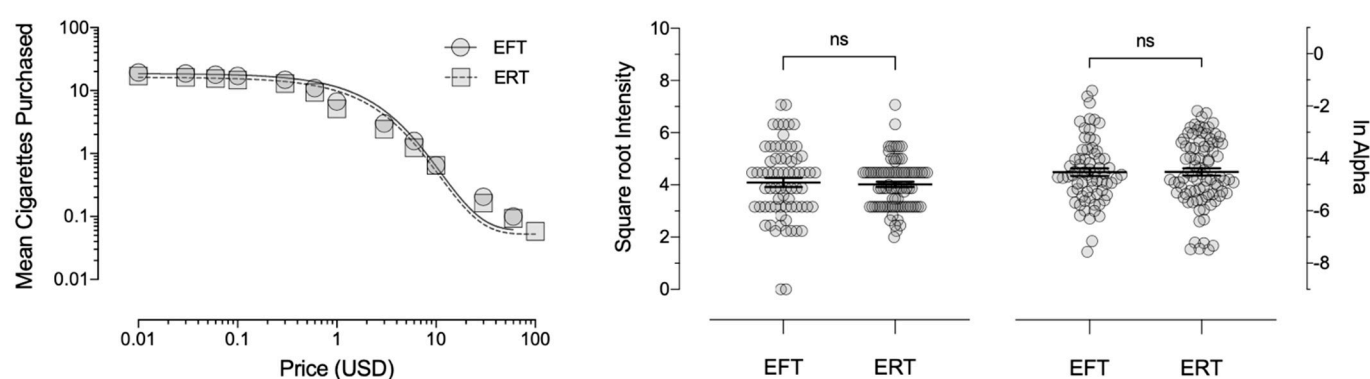 Mean Cigarettes Purchased
100
10
1
0.1
0.01
EFT
ERT
0.01
0.1
1
10
100
Price (USD)
Square root Intensity
10
8
6
4
2
0
ns
EFT
ERT
ns
EFT
ERT
0
-2
-4
-6
-8
ln Alpha